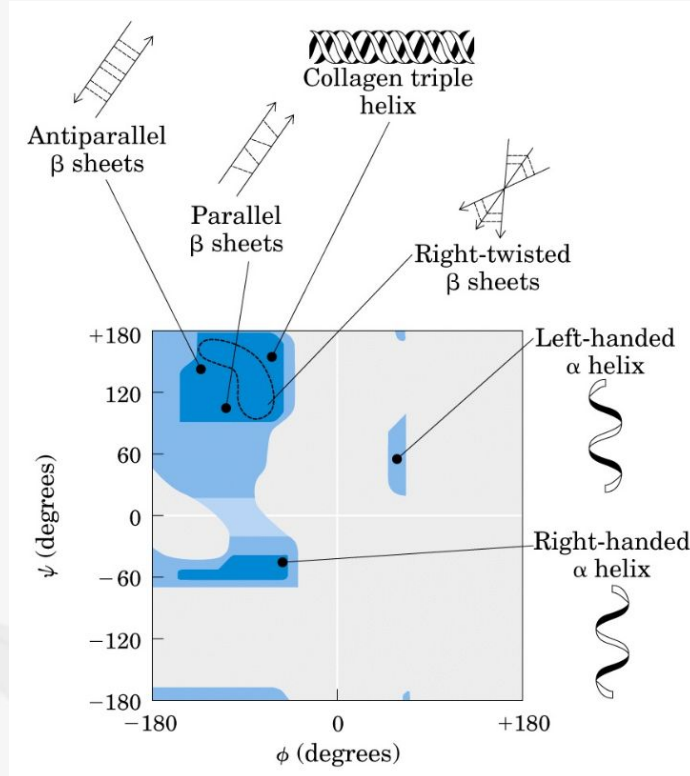 Collagen triple
helix
Antiparallel
β sheets
Parallel
β sheets
Right-twisted
β sheets
+180
120
60
0
−60
−120
−180
ψ (degrees)
Left-handed
α helix
Right-handed
α helix
−180
0
+180
ϕ (degrees)